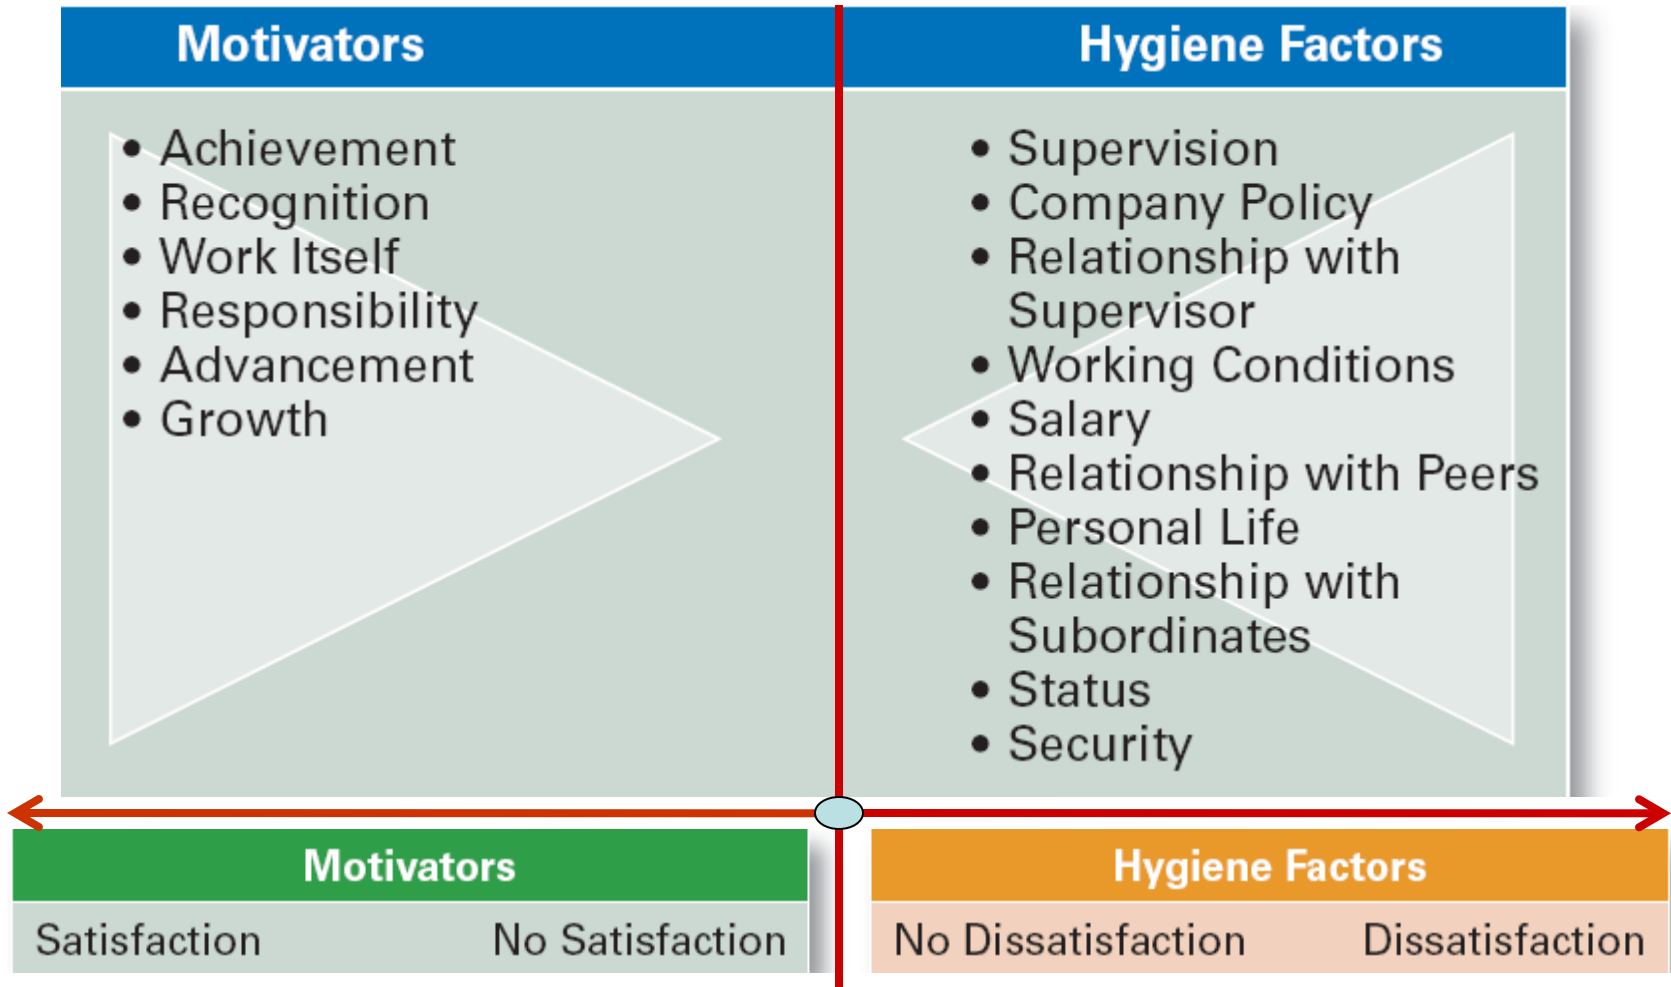 Motivators
Hygiene Factors
• Achievement
• Recognition
• Work Itself
• Responsibility
• Advancement
• Growth
• Supervision
• Company Policy
• Relationship with
Supervisor
• Working Conditions
• Salary
• Relationship with Peers
• Personal Life
• Relationship with
Subordinates
• Status
• Security
Motivators
Satisfaction No Satisfaction
Hygiene Factors
No Dissatisfaction Dissatisfaction